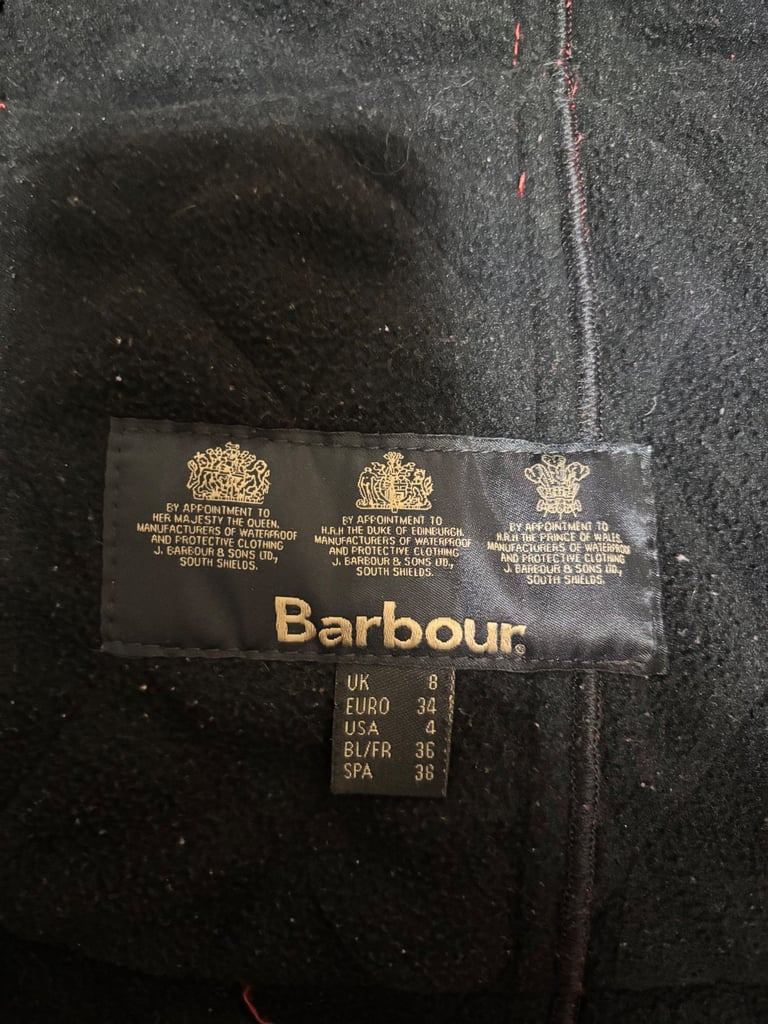 BY APPOINTMENT TO
HER MAJESTY THE QUEEN.
MANUFACTURERS OF WATERPROOF
AND PROTECTIVE CLOTHING
J. BARBOUR & SONS LTD.,
SOUTH SHIELDS.
BY APPOINTMENT TO
H.R.H THE DUKE OF EDINBURGH.
MANUFACTURERS OF WATERPROOF
AND PROTECTIVE CLOTHING
J. BARBOUR & SONS LTD.,
SOUTH SHIELDS.
BY APPOINTMENT TO
H.R.H THE PRINCE OF WALES,
MANUFACTURERS OF WATERPROOF
AND PROTECTIVE CLOTHING
J. BARBOUR & SONS LTD.,
SOUTH SHIELDS.
Barbour®
UK 8
EURO 34
USA 4
BL/FR 36
SPA 36